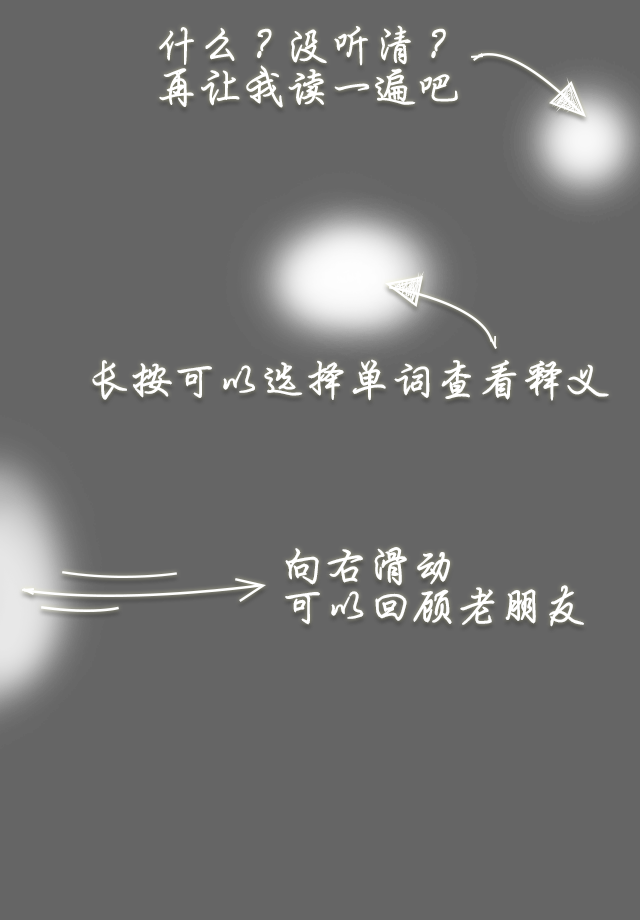 什么？没听清？
再让我读一遍吧
长按可以选择单词查看释义
向右滑动
可以回顾老朋友